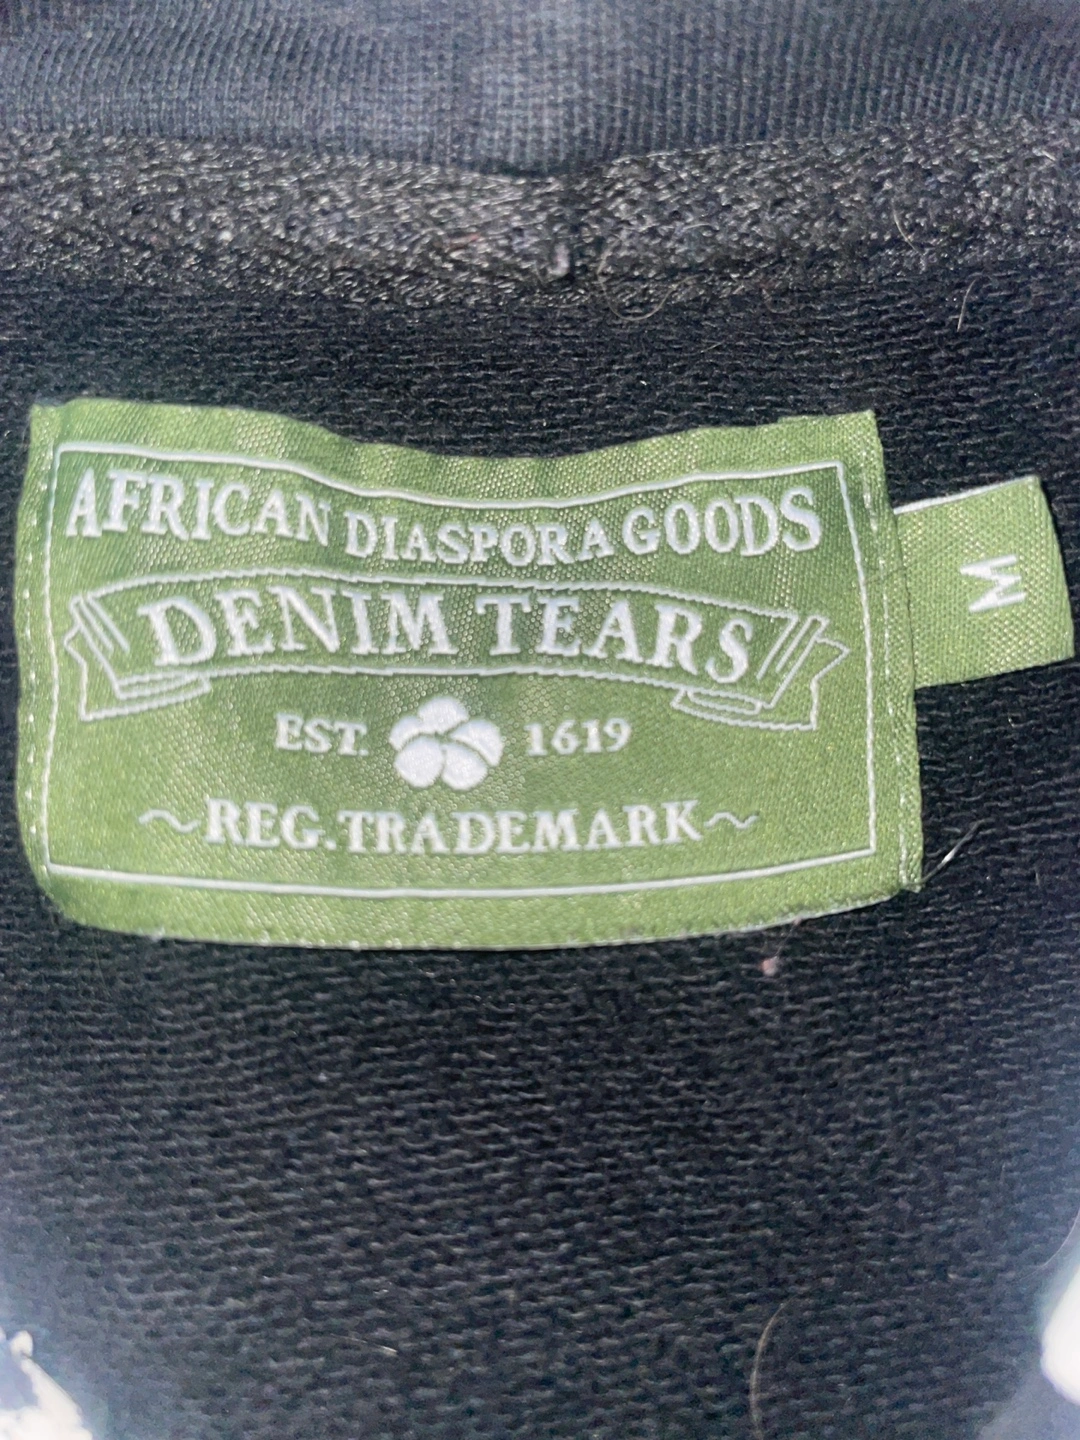 AFRICAN DIASPORA GOODS
DENIM TEARS
EST. 1619
~REG. TRADEMARK~
M